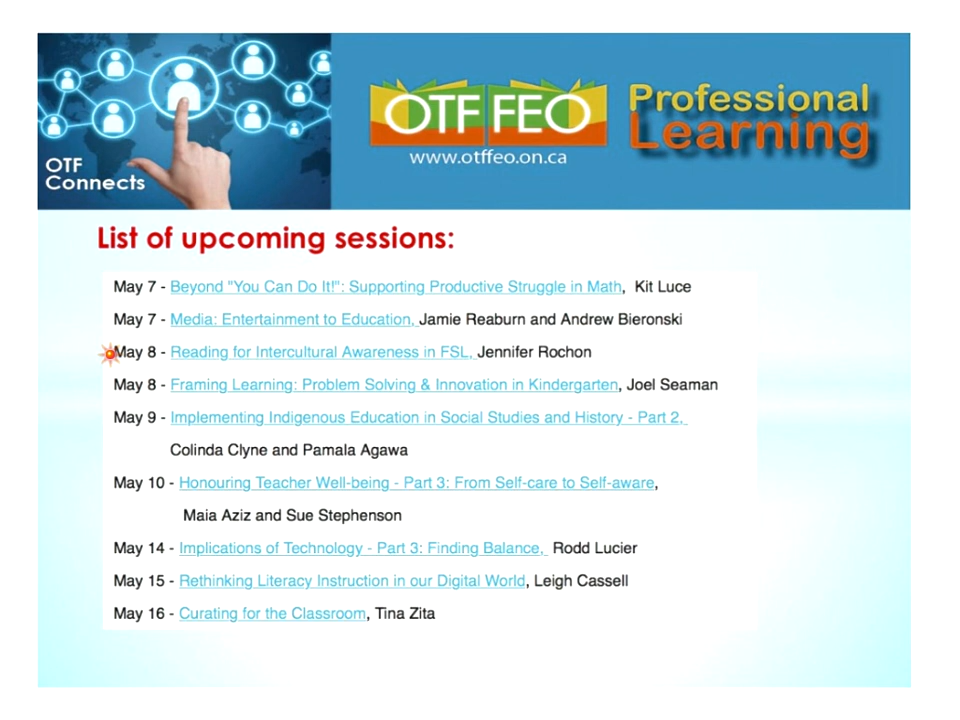 OTF
Connects
OTF FEO
www.otffeo.on.ca
Professional
Learning
List of upcoming sessions:
May 7 - Beyond "You Can Do It!": Supporting Productive Struggle in Math, Kit Luce
May 7 - Media: Entertainment to Education, Jamie Reaburn and Andrew Bieronski
May 8 - Reading for Intercultural Awareness in FSL, Jennifer Rochon
May 8 - Framing Learning: Problem Solving & Innovation in Kindergarten, Joel Seaman
May 9 - Implementing Indigenous Education in Social Studies and History - Part 2,
Colinda Clyne and Pamala Agawa
May 10 - Honouring Teacher Well-being - Part 3: From Self-care to Self-aware,
Maia Aziz and Sue Stephenson
May 14 - Implications of Technology - Part 3: Finding Balance, Rodd Lucier
May 15 - Rethinking Literacy Instruction in our Digital World, Leigh Cassell
May 16 - Curating for the Classroom, Tina Zita